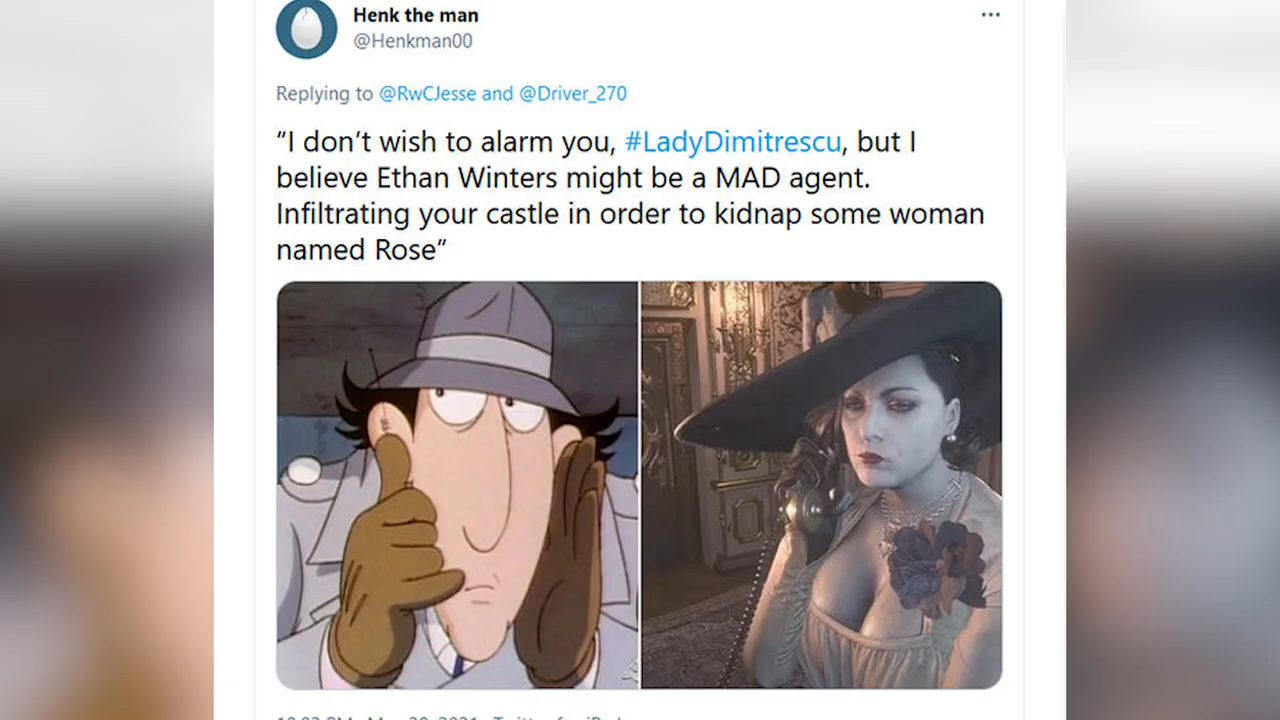 Henk the man
@Henkman00
Replying to @RwCJesse and @Driver_270
“I don’t wish to alarm you, #LadyDimitrescu, but I
believe Ethan Winters might be a MAD agent.
Infiltrating your castle in order to kidnap some woman
named Rose”